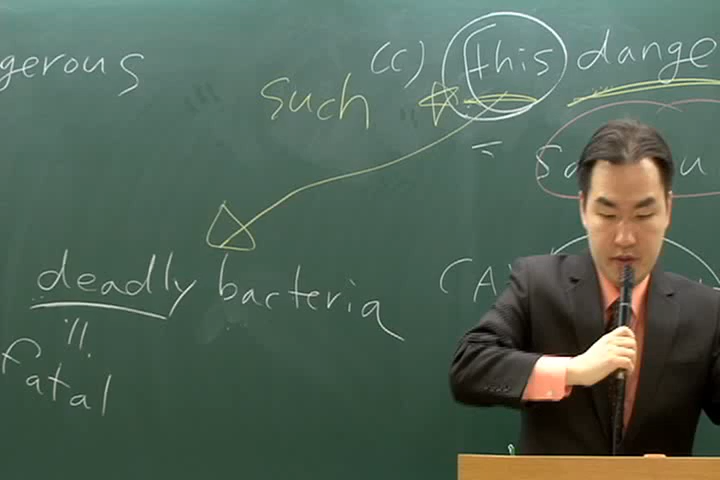 gerous
(c) This dange
such
=
(A
deadly bacteria
=
fatal